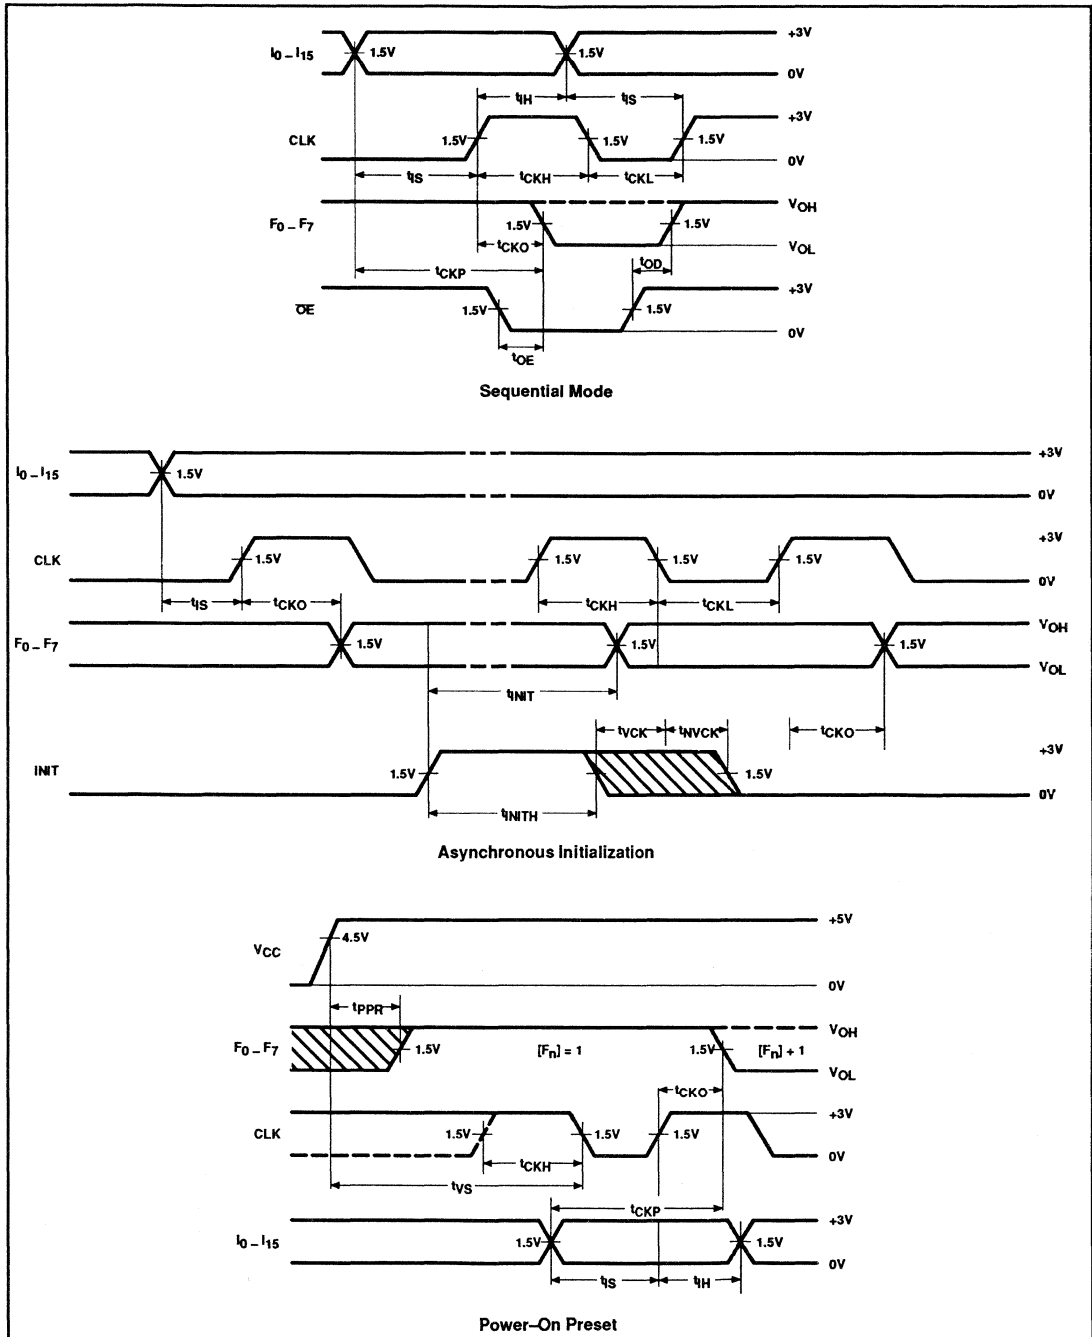 +3V
I0 – I15
1.5V
1.5V
0V
tIH
tIS
+3V
CLK
1.5V
1.5V
1.5V
0V
tIS
tCKH
tCKL
VOH
F0 – F7
1.5V
1.5V
tCKO
VOL
tCKP
tOD
+3V
OE
1.5V
1.5V
0V
tOE
Sequential Mode
+3V
I0 – I15
1.5V
0V
+3V
CLK
1.5V
1.5V
1.5V
1.5V
0V
tIS
tCKO
tCKH
tCKL
VOH
F0 – F7
1.5V
1.5V
1.5V
VOL
tINIT
tVCK
tNVCK
tCKO
+3V
INIT
1.5V
1.5V
0V
tINITH
Asynchronous Initialization
+5V
VCC
4.5V
0V
tPPR
VOH
F0 – F7
1.5V
[Fn] = 1
1.5V
[Fn] + 1
VOL
tCKO
+3V
CLK
1.5V
1.5V
1.5V
0V
tCKH
tVS
tCKP
+3V
I0 – I15
1.5V
1.5V
0V
tIS
tIH
Power–On Preset